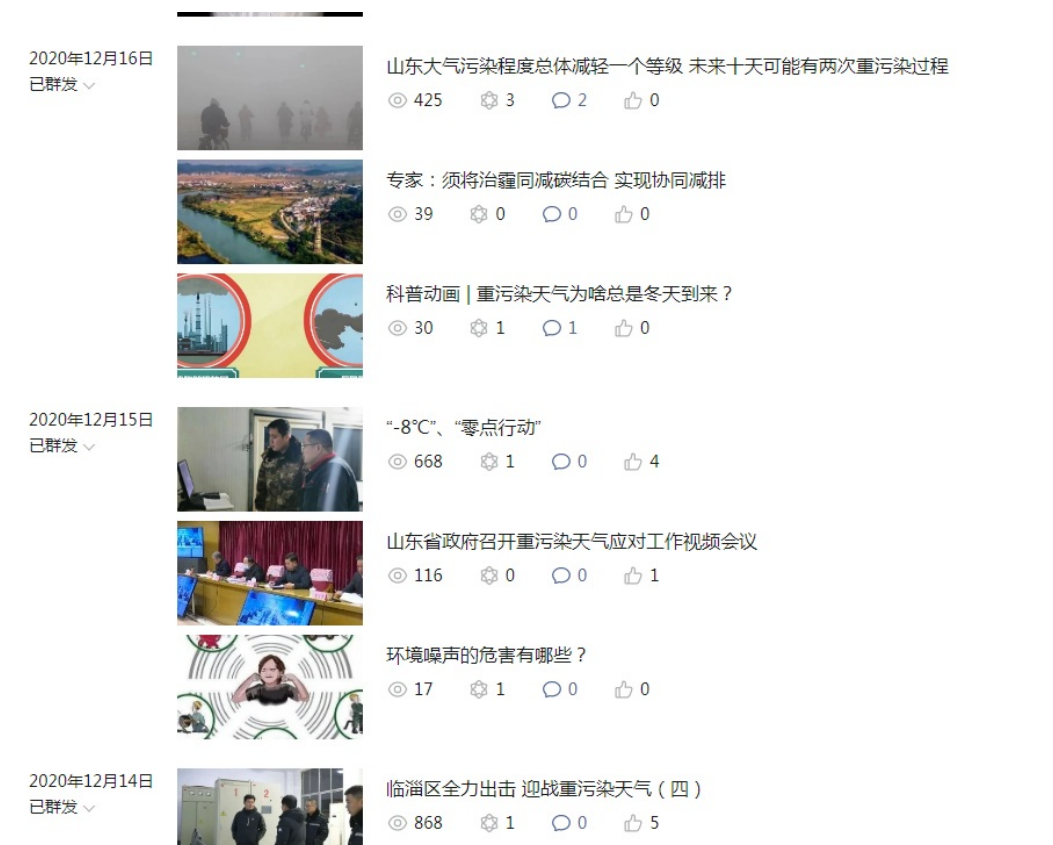 2020年12月16日
已群发
山东大气污染程度总体减轻一个等级 未来十天可能有两次重污染过程
425 3 2 0
专家：须将治霾同减碳结合 实现协同减排
39 0 0 0
科普动画 | 重污染天气为啥总是冬天到来？
30 1 1 0
2020年12月15日
已群发
“-8℃”、“零点行动”
668 1 0 4
山东省政府召开重污染天气应对工作视频会议
116 0 0 1
环境噪声的危害有哪些？
17 1 0 0
2020年12月14日
已群发
临淄区全力出击 迎战重污染天气（四）
1 2
868 1 0 5